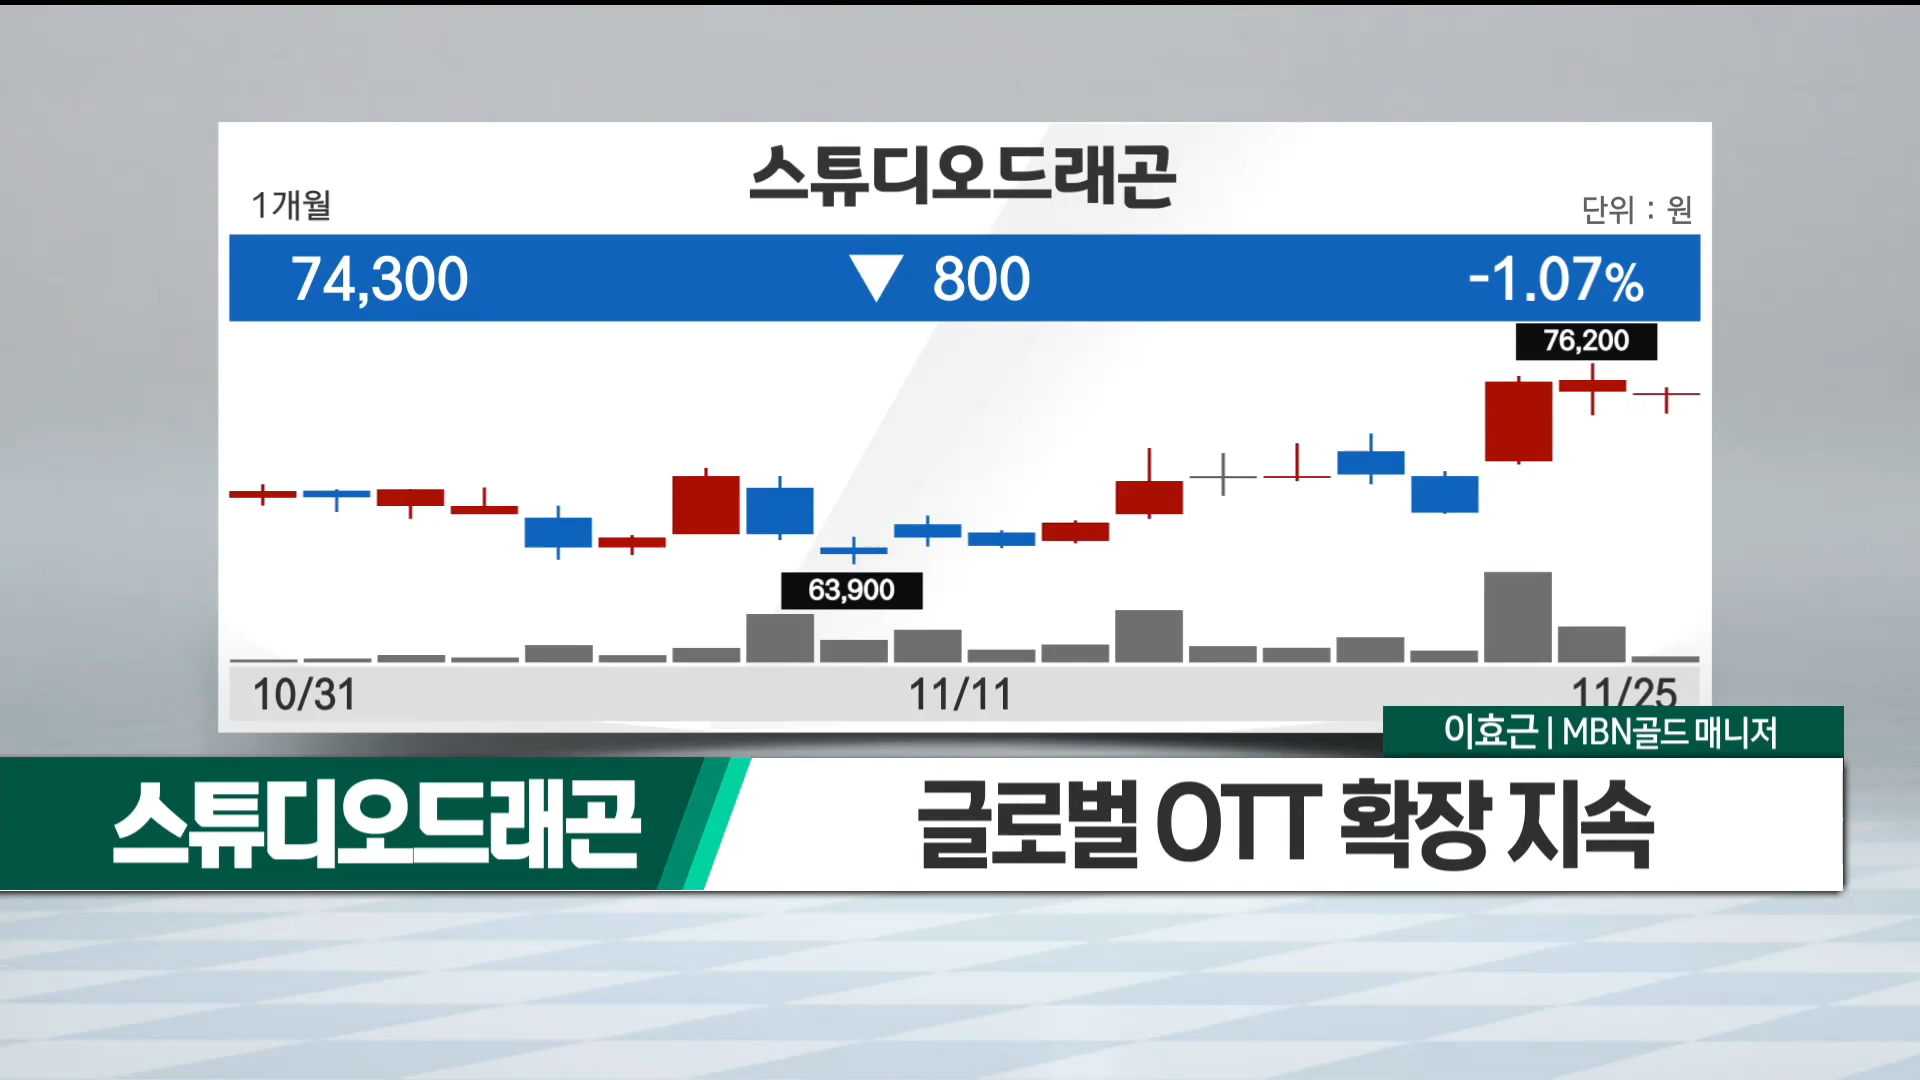 스튜디오드래곤
1개월
단위 : 원
74,300 ▼ 800 -1.07%
76,200
63,900
10/31 11/11 11/25
이효근 | MBN골드 매니저
스튜디오드래곤 글로벌 OTT 확장 지속